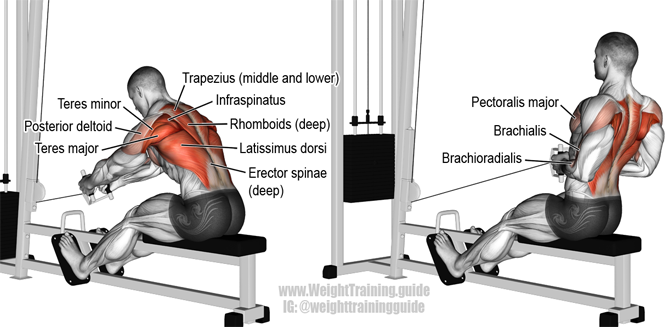 Trapezius (middle and lower)
Teres minor
Infraspinatus
Posterior deltoid
Rhomboids (deep)
Teres major
Latissimus dorsi
Erector spinae
(deep)
Pectoralis major
Brachialis
Brachioradialis
www.WeightTraining.guide
IG: @weighttrainingguide